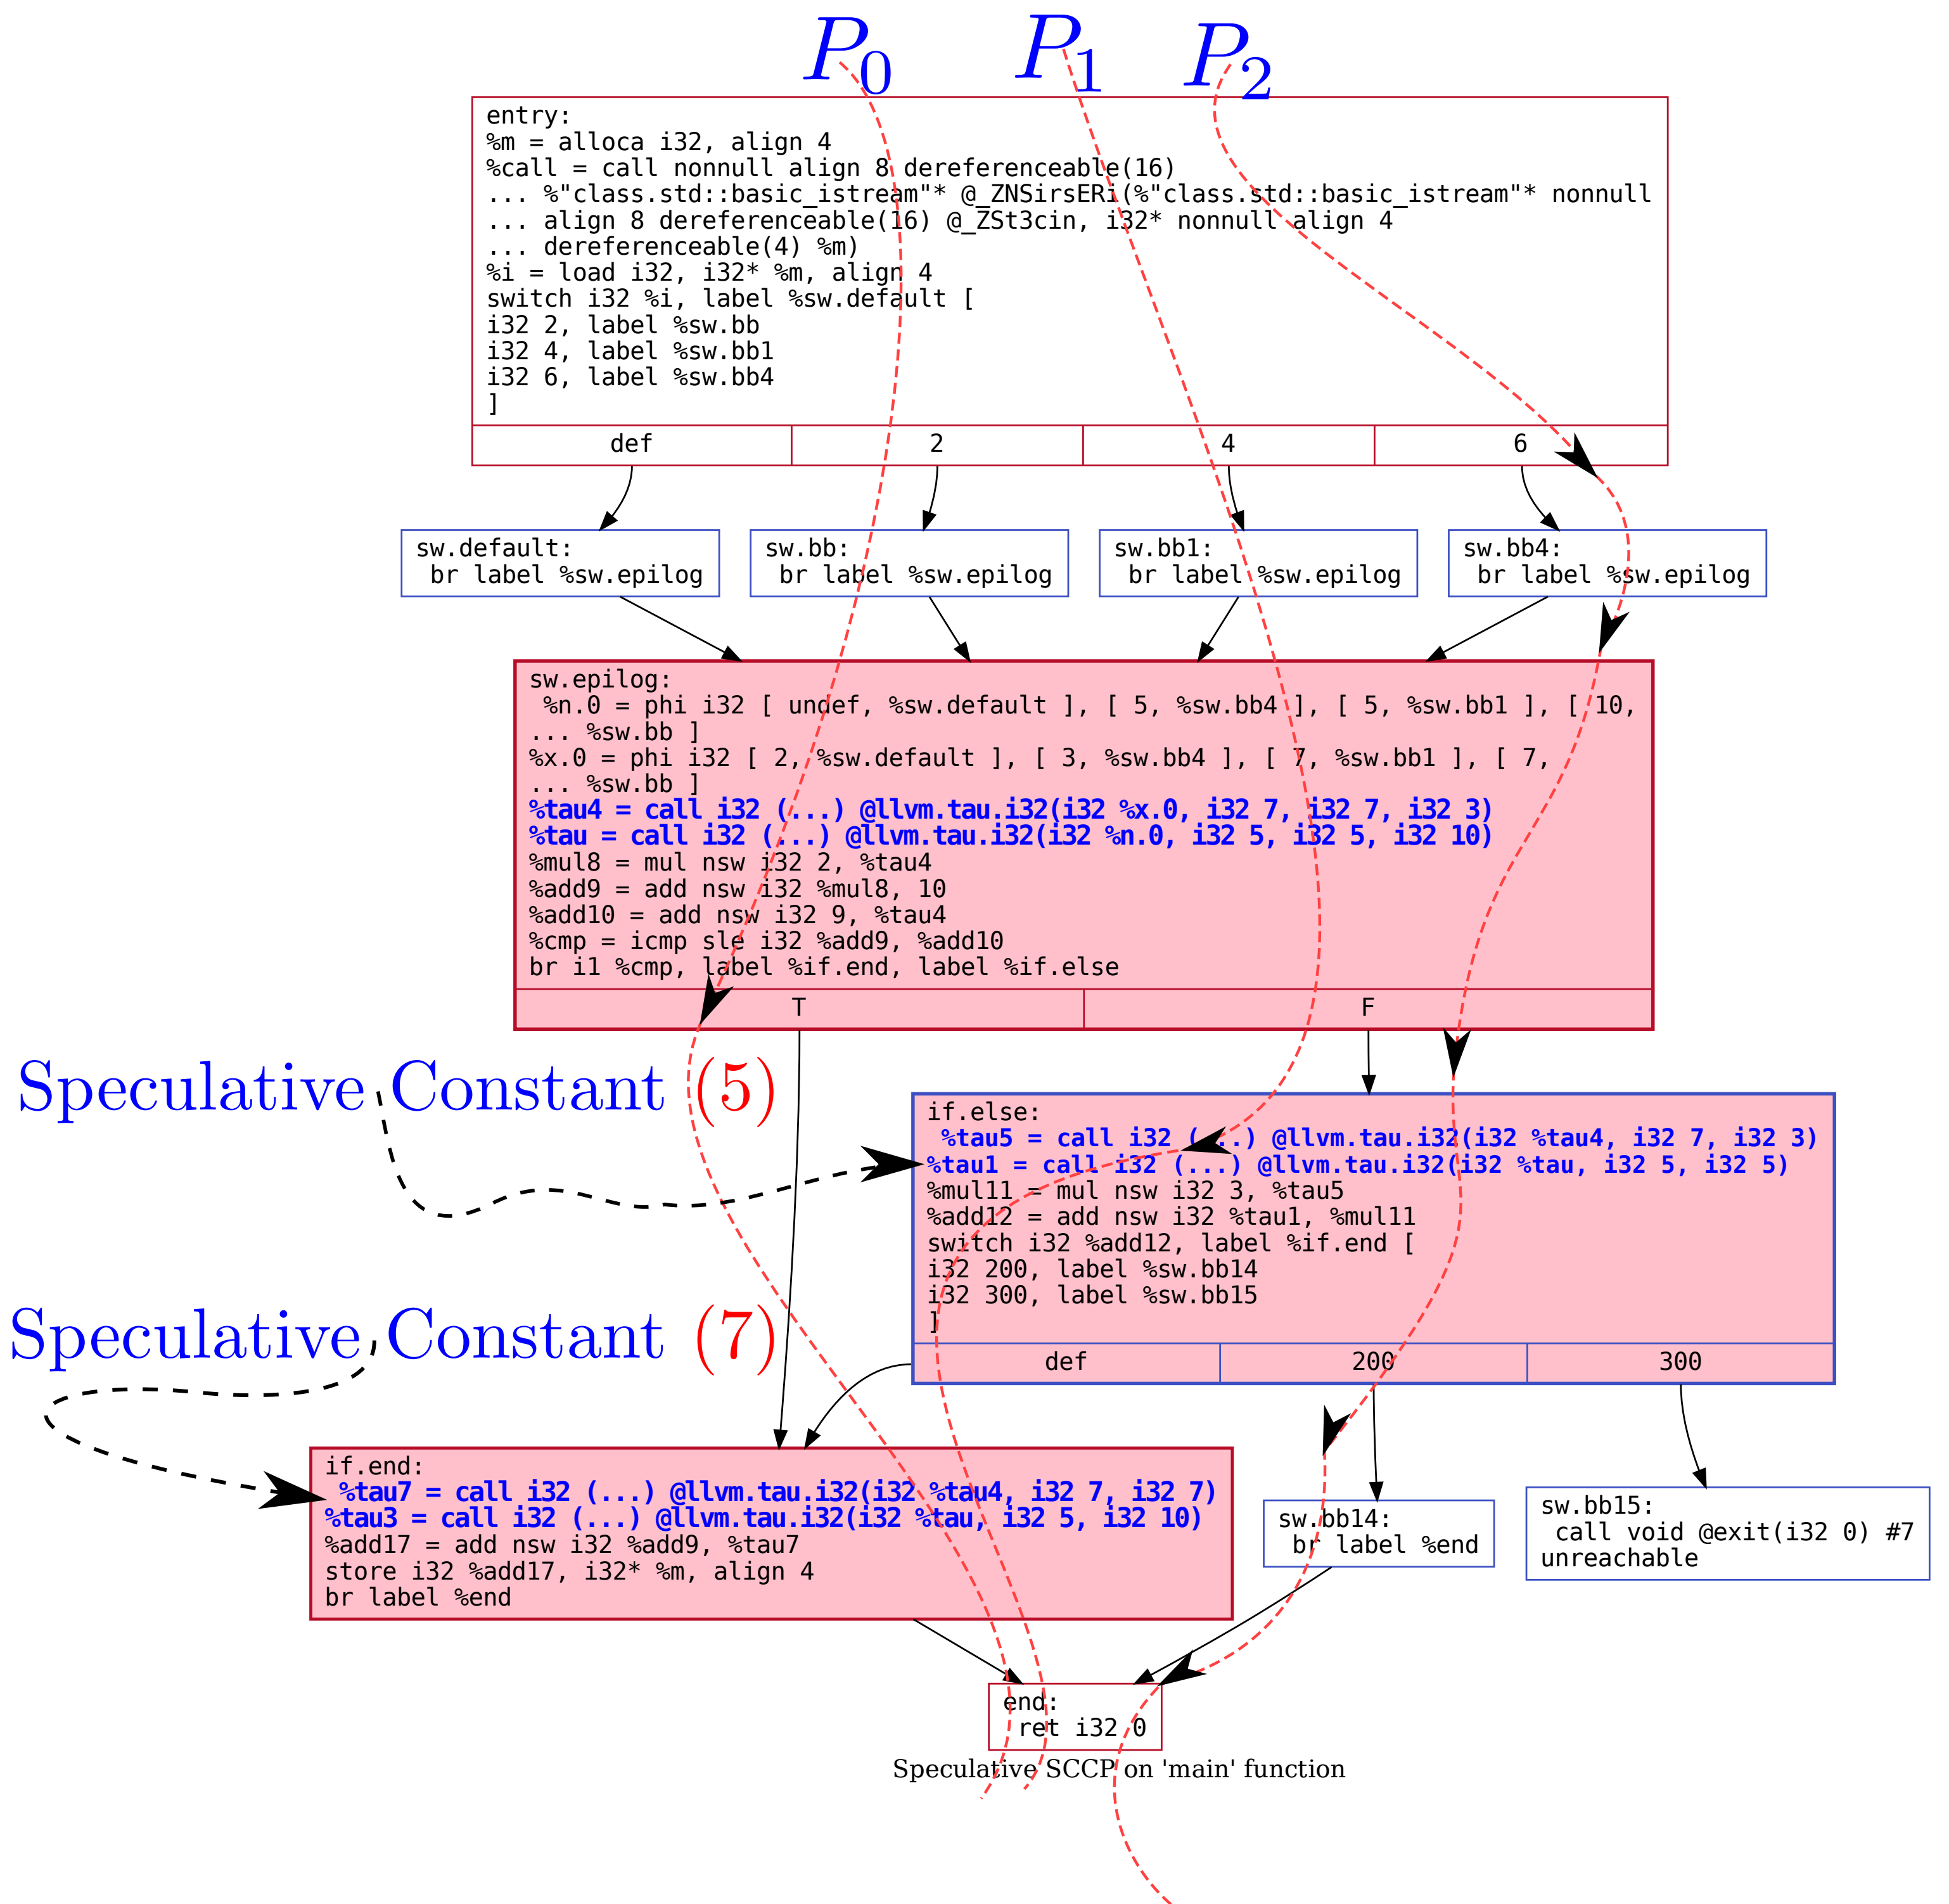 P0 P1 P2
entry:
%m = alloca i32, align 4
%call = call nonnull align 8 dereferenceable(16)
... %"class.std::basic_istream"* @_ZNSirsERi(%"class.std::basic_istream"* nonnull
... align 8 dereferenceable(16) @_ZSt3cin, i32* nonnull align 4
... dereferenceable(4) %m)
%i = load i32, i32* %m, align 4
switch i32 %i, label %sw.default [
i32 2, label %sw.bb
i32 4, label %sw.bb1
i32 6, label %sw.bb4
]
def 2 4 6
sw.default:
br label %sw.epilog
sw.bb:
br label %sw.epilog
sw.bb1:
br label %sw.epilog
sw.bb4:
br label %sw.epilog
sw.epilog:
%n.0 = phi i32 [ undef, %sw.default ], [ 5, %sw.bb4 ], [ 5, %sw.bb1 ], [ 10,
... %sw.bb ]
%x.0 = phi i32 [ 2, %sw.default ], [ 3, %sw.bb4 ], [ 7, %sw.bb1 ], [ 7,
... %sw.bb ]
%tau4 = call i32 (...) @llvm.tau.i32(i32 %x.0, i32 7, i32 7, i32 3)
%tau = call i32 (...) @llvm.tau.i32(i32 %n.0, i32 5, i32 5, i32 10)
%mul8 = mul nsw i32 2, %tau4
%add9 = add nsw i32 %mul8, 10
%add10 = add nsw i32 9, %tau4
%cmp = icmp sle i32 %add9, %add10
br i1 %cmp, label %if.end, label %if.else
T F
Speculative Constant (5)
if.else:
%tau5 = call i32 (...) @llvm.tau.i32(i32 %tau4, i32 7, i32 3)
%tau1 = call i32 (...) @llvm.tau.i32(i32 %tau, i32 5, i32 5)
%mul11 = mul nsw i32 3, %tau5
%add12 = add nsw i32 %tau1, %mul11
switch i32 %add12, label %if.end [
i32 200, label %sw.bb14
i32 300, label %sw.bb15
]
def 200 300
Speculative Constant (7)
if.end:
%tau7 = call i32 (...) @llvm.tau.i32(i32 %tau4, i32 7, i32 7)
%tau3 = call i32 (...) @llvm.tau.i32(i32 %tau, i32 5, i32 10)
%add17 = add nsw i32 %add9, %tau7
store i32 %add17, i32* %m, align 4
br label %end
sw.bb14:
br label %end
sw.bb15:
call void @exit(i32 0) #7
unreachable
end:
ret i32 0
Speculative SCCP on 'main' function